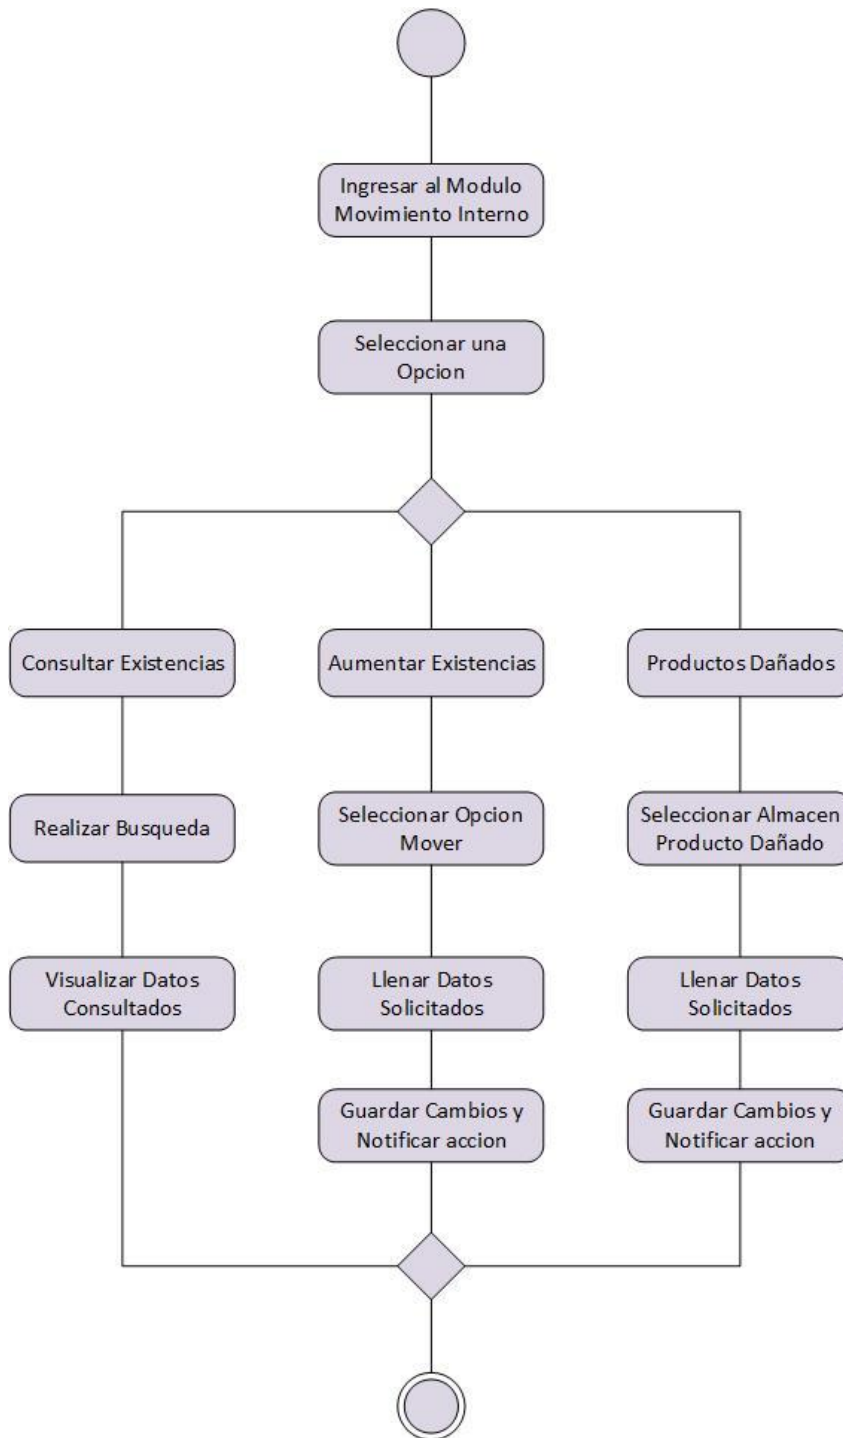 Ingresar al Modulo
Movimiento Interno
Seleccionar una
Opcion
Consultar Existencias
Aumentar Existencias
Productos Dañados
Realizar Busqueda
Seleccionar Opcion
Mover
Seleccionar Almacen
Producto Dañado
Visualizar Datos
Consultados
Llenar Datos
Solicitados
Llenar Datos
Solicitados
Guardar Cambios y
Notificar accion
Guardar Cambios y
Notificar accion